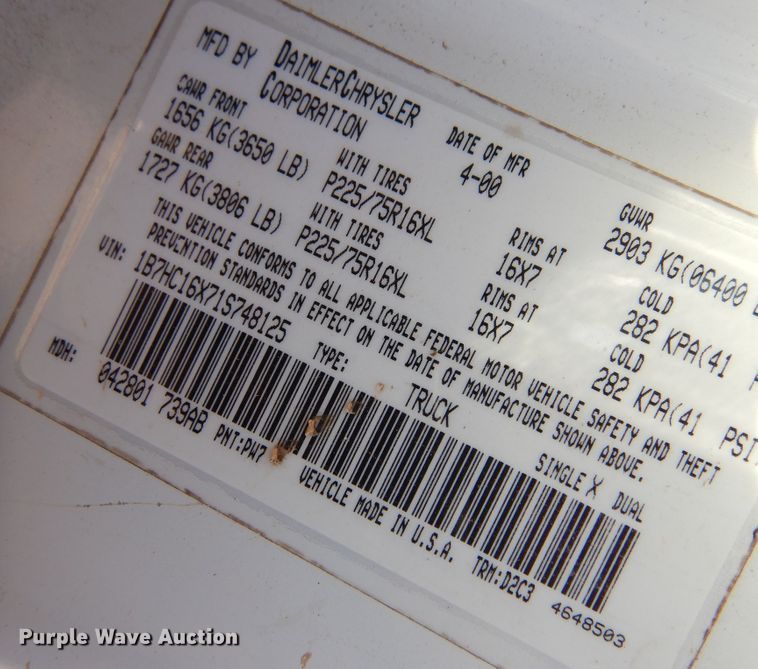 MFD BY DAIMLERCHRYSLER CORPORATION
DATE OF MFR 4-00
GVWR 2903 KG(06400
GAWR FRONT 1656 KG(3650 LB)
WITH TIRES P225/75R16XL
RIMS AT 16X7
COLD 282 KPA(41
GAWR REAR 1727 KG(3806 LB)
WITH TIRES P225/75R16XL
RIMS AT 16X7
COLD 282 KPA(41 PSI
THIS VEHICLE CONFORMS TO ALL APPLICABLE FEDERAL MOTOR VEHICLE SAFETY AND THEFT
PREVENTION STANDARDS IN EFFECT ON THE DATE OF MANUFACTURE SHOWN ABOVE.
VIN: 1B7HC16X71S748125
TYPE: TRUCK
SINGLE X DUAL
MDH: 042801 739AB
PNT:PW7
VEHICLE MADE IN U.S.A.
TRM:D2C3
4648503
Purple Wave Auction